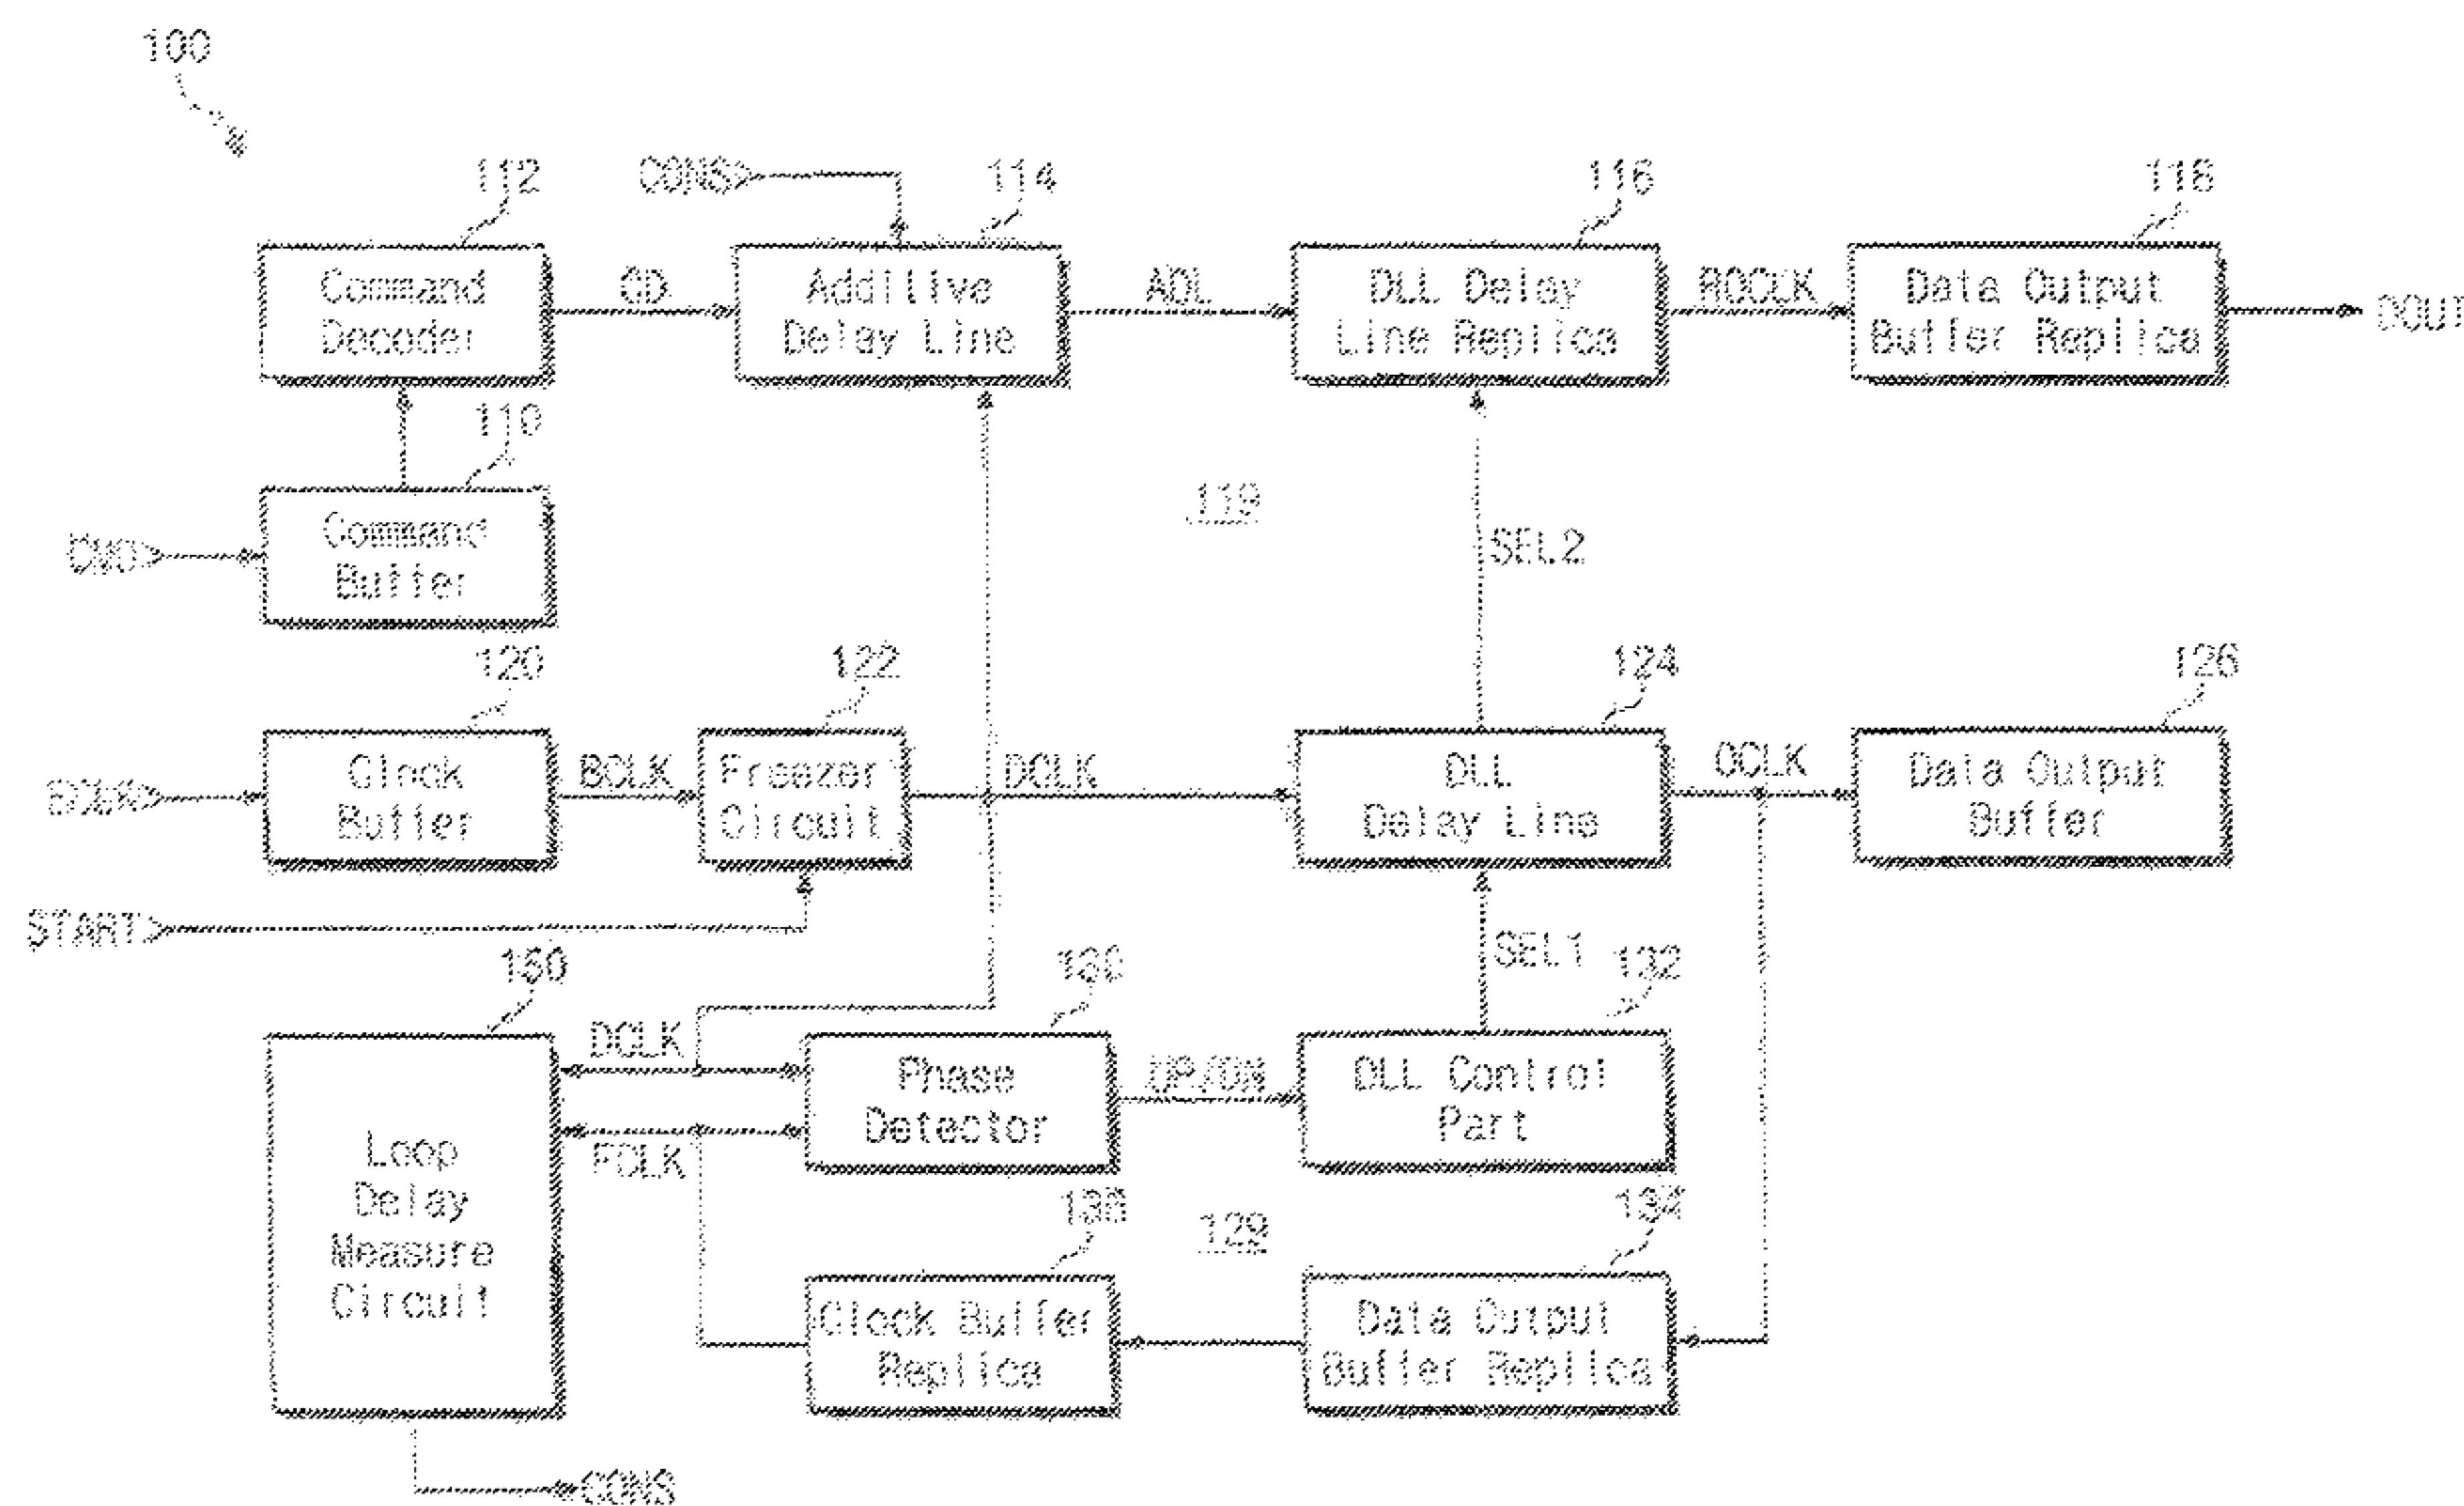 100
112
CONS
114
116
118
Command
Decoder
CD
Additive
Delay Line
ADL
DLL Delay
Line Replica
ROCLK
Data Output
Buffer Replica
DOUT
110
119
CMD
Command
Buffer
SEL2
120
122
124
126
Clock
Buffer
BCLK
Freezer
Circuit
DCLK
DLL
Delay Line
OCLK
Data Output
Buffer
START
150
130
SEL1
132
DCLK
Phase
Detector
UP/DN
DLL Control
Part
FCLK
Loop
Delay
Measure
Circuit
129
134
Clock Buffer
Replica
Data Output
Buffer Replica
CONS